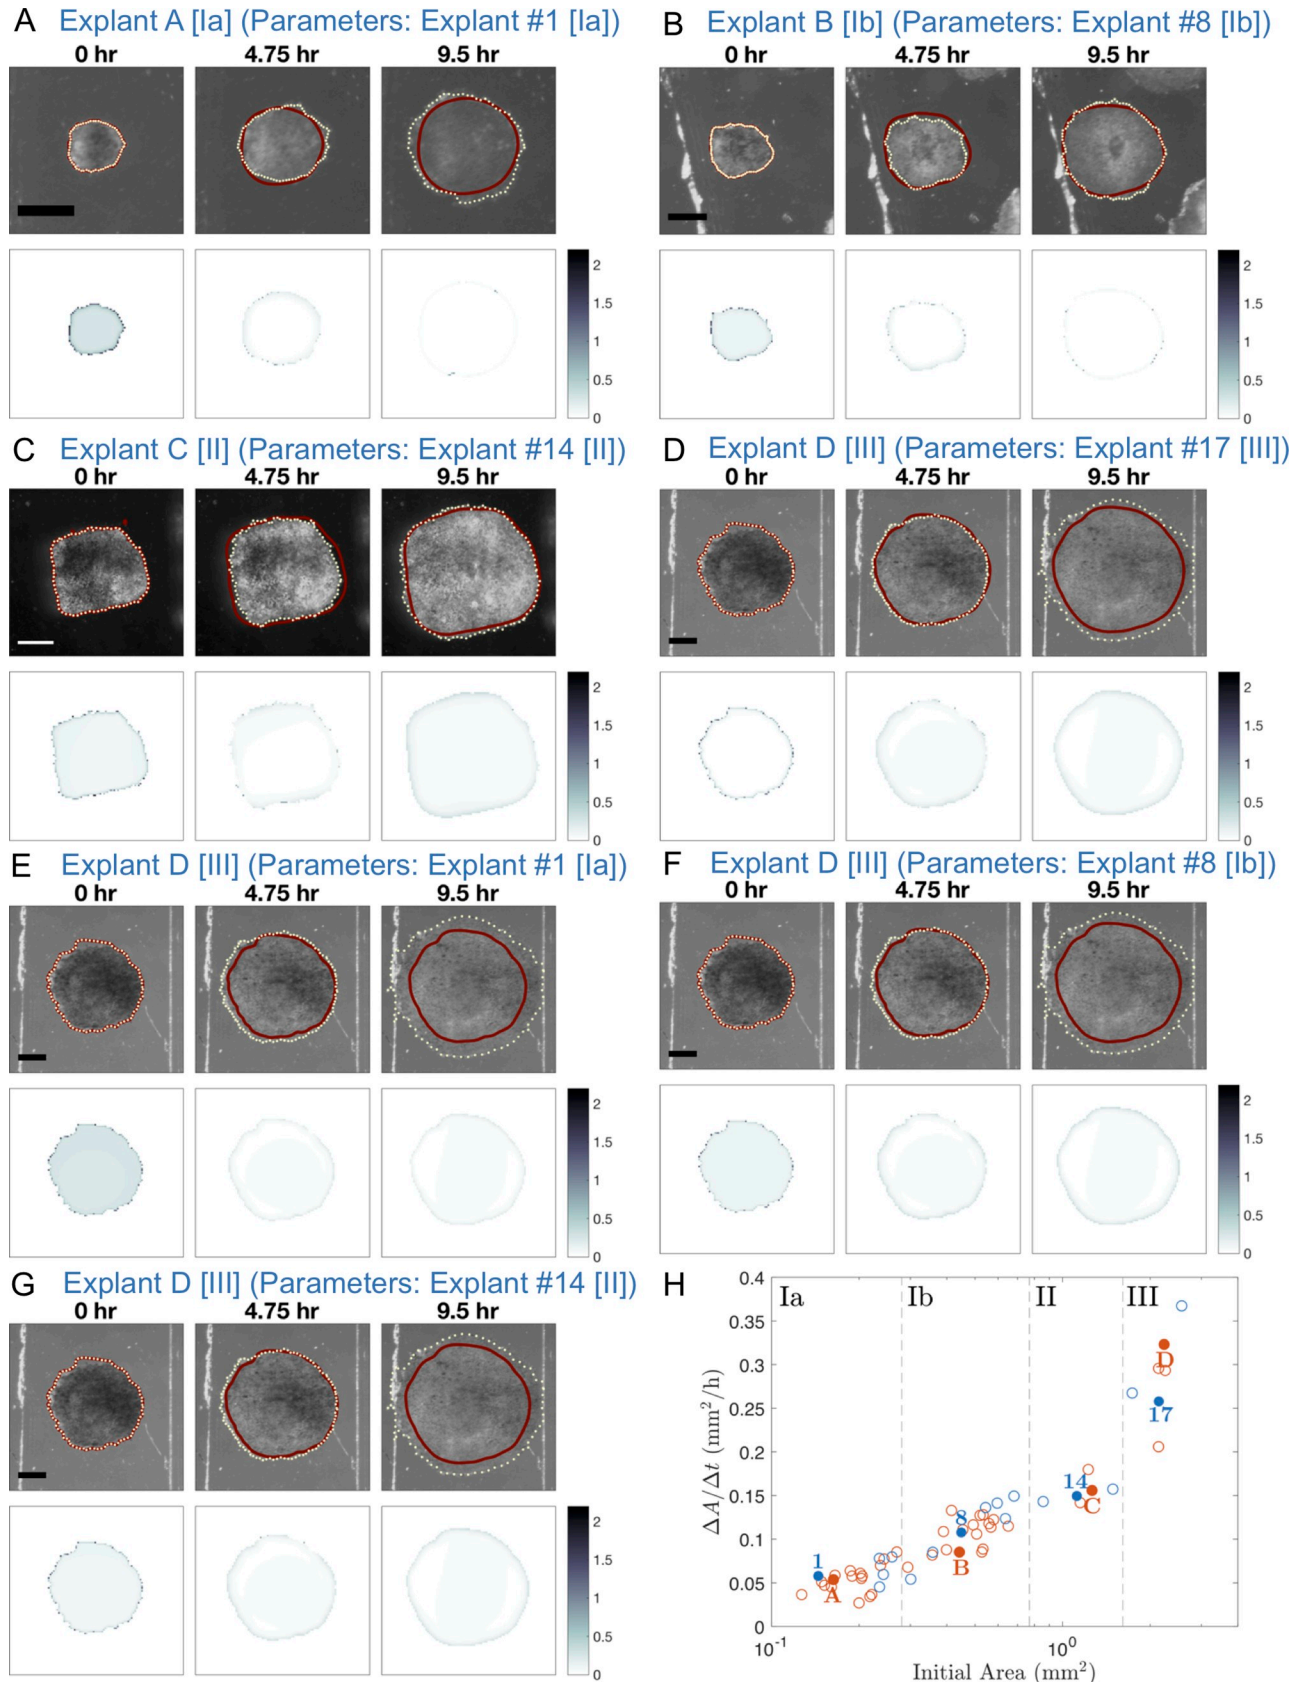 A Explant A [Ia] (Parameters: Explant #1 [Ia])
0 hr 4.75 hr 9.5 hr
2
1.5
1
0.5
0
B Explant B [Ib] (Parameters: Explant #8 [Ib])
0 hr 4.75 hr 9.5 hr
2
1.5
1
0.5
0
C Explant C [II] (Parameters: Explant #14 [II])
0 hr 4.75 hr 9.5 hr
2
1.5
1
0.5
0
D Explant D [III] (Parameters: Explant #17 [III])
0 hr 4.75 hr 9.5 hr
2
1.5
1
0.5
0
E Explant D [III] (Parameters: Explant #1 [Ia])
0 hr 4.75 hr 9.5 hr
2
1.5
1
0.5
0
F Explant D [III] (Parameters: Explant #8 [Ib])
0 hr 4.75 hr 9.5 hr
2
1.5
1
0.5
0
G Explant D [III] (Parameters: Explant #14 [II])
0 hr 4.75 hr 9.5 hr
2
1.5
1
0.5
0
H
Ia Ib II III
0.4
0.35
0.3
0.25
0.2
0.15
0.1
0.05
0
ΔA/Δt (mm²/h)
D
17
14
C
8
B
1
A
10⁻¹ 10⁰
Initial Area (mm²)